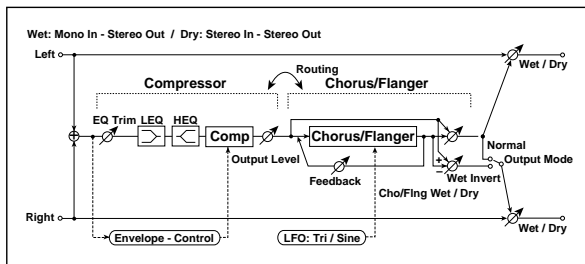 Wet: Mono In - Stereo Out / Dry: Stereo In - Stereo Out
Left
Wet / Dry
Routing
Compressor
Chorus/Flanger
EQ Trim
LEQ
HEQ
Comp
Chorus/Flanger
Normal
Output Level
Output Mode
+
−
Feedback
Wet Invert
Cho/Flng Wet / Dry
Right
Envelope - Control
LFO: Tri / Sine
Wet / Dry